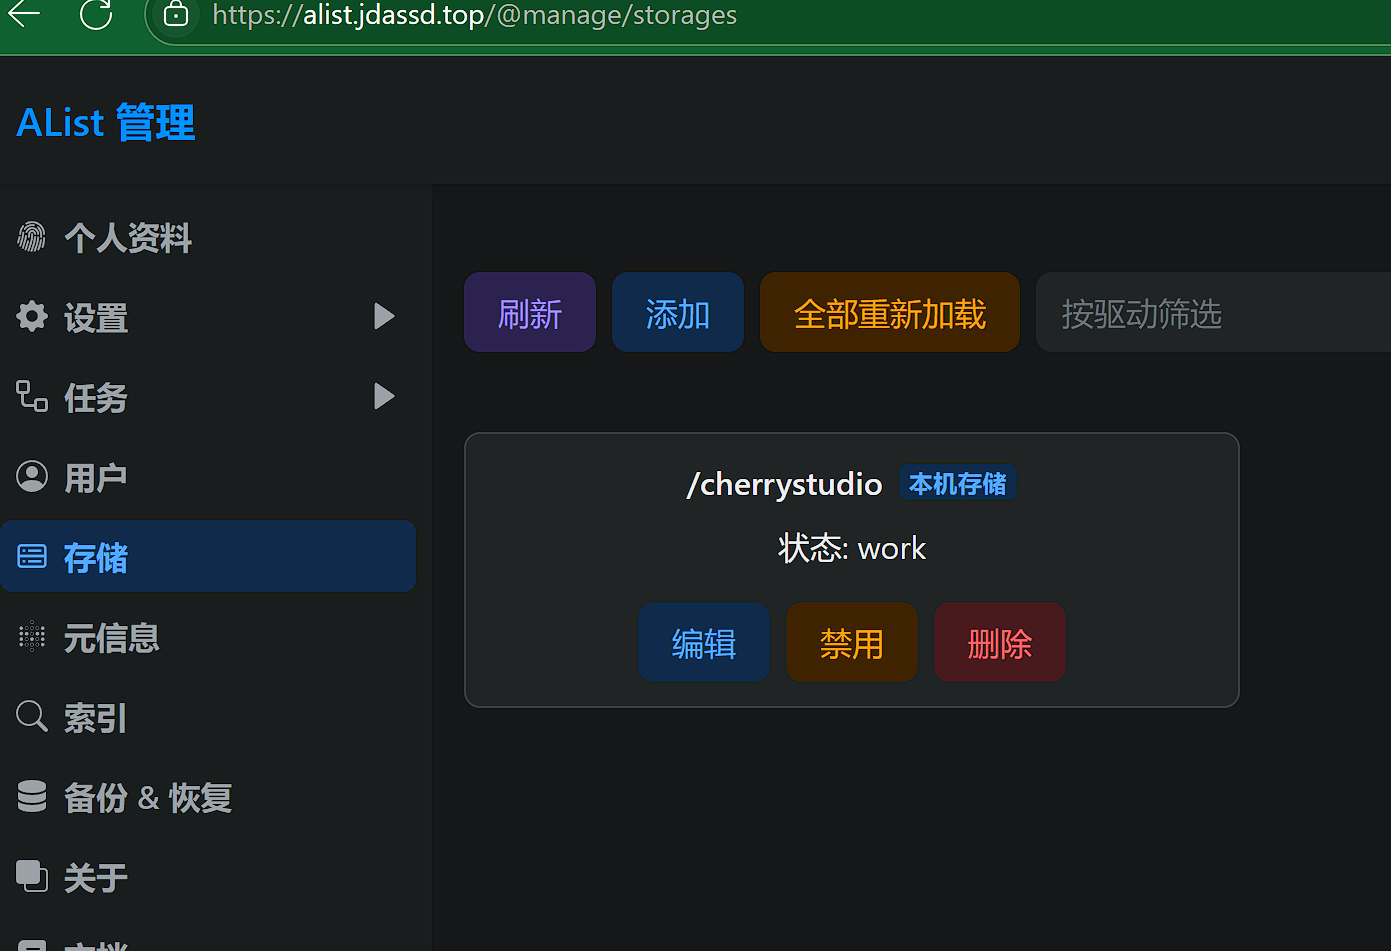 https://alist.jdassd.top/@manage/storages
AList 管理
个人资料
设置
任务
用户
存储
元信息
索引
备份 & 恢复
关于
刷新
添加
全部重新加载
按驱动筛选
/cherrystudio 本机存储
状态: work
编辑
禁用
删除